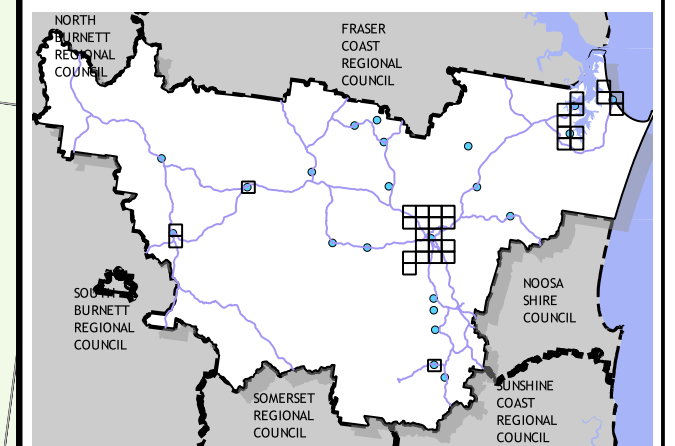 NORTH
BURNETT
REGIONAL
COUNCIL
FRASER
COAST
REGIONAL
COUNCIL
NOOSA
SHIRE
COUNCIL
SOUTH
BURNETT
REGIONAL
COUNCIL
SOMERSET
REGIONAL
COUNCIL
SUNSHINE
COAST
REGIONAL
COUNCIL